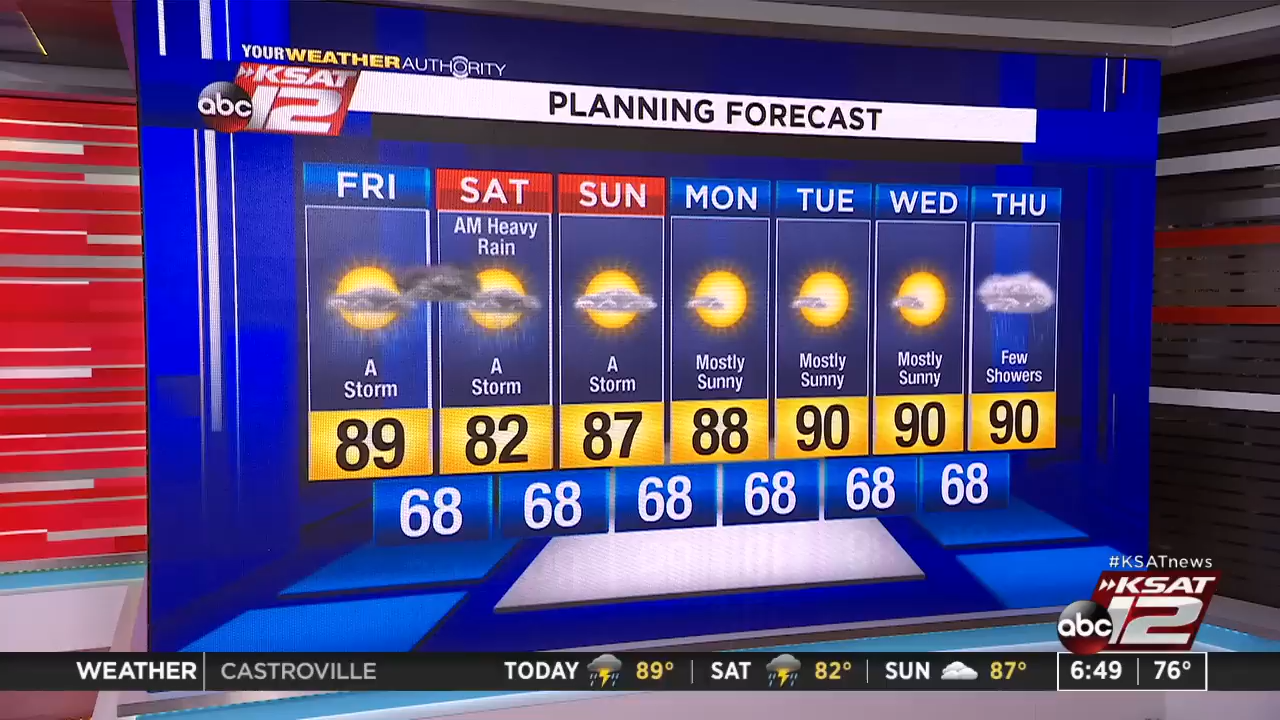 YOUR WEATHER AUTHORITY
abc KSAT 12
PLANNING FORECAST
FRI SAT SUN MON TUE WED THU
AM Heavy
Rain
A
Storm
A
Storm
A
Storm
Mostly
Sunny
Mostly
Sunny
Mostly
Sunny
Few
Showers
89 82 87 88 90 90 90
68 68 68 68 68 68
#KSATnews
KSAT
abc 12
WEATHER CASTROVILLE TODAY 89° SAT 82° SUN 87° 6:49 76°